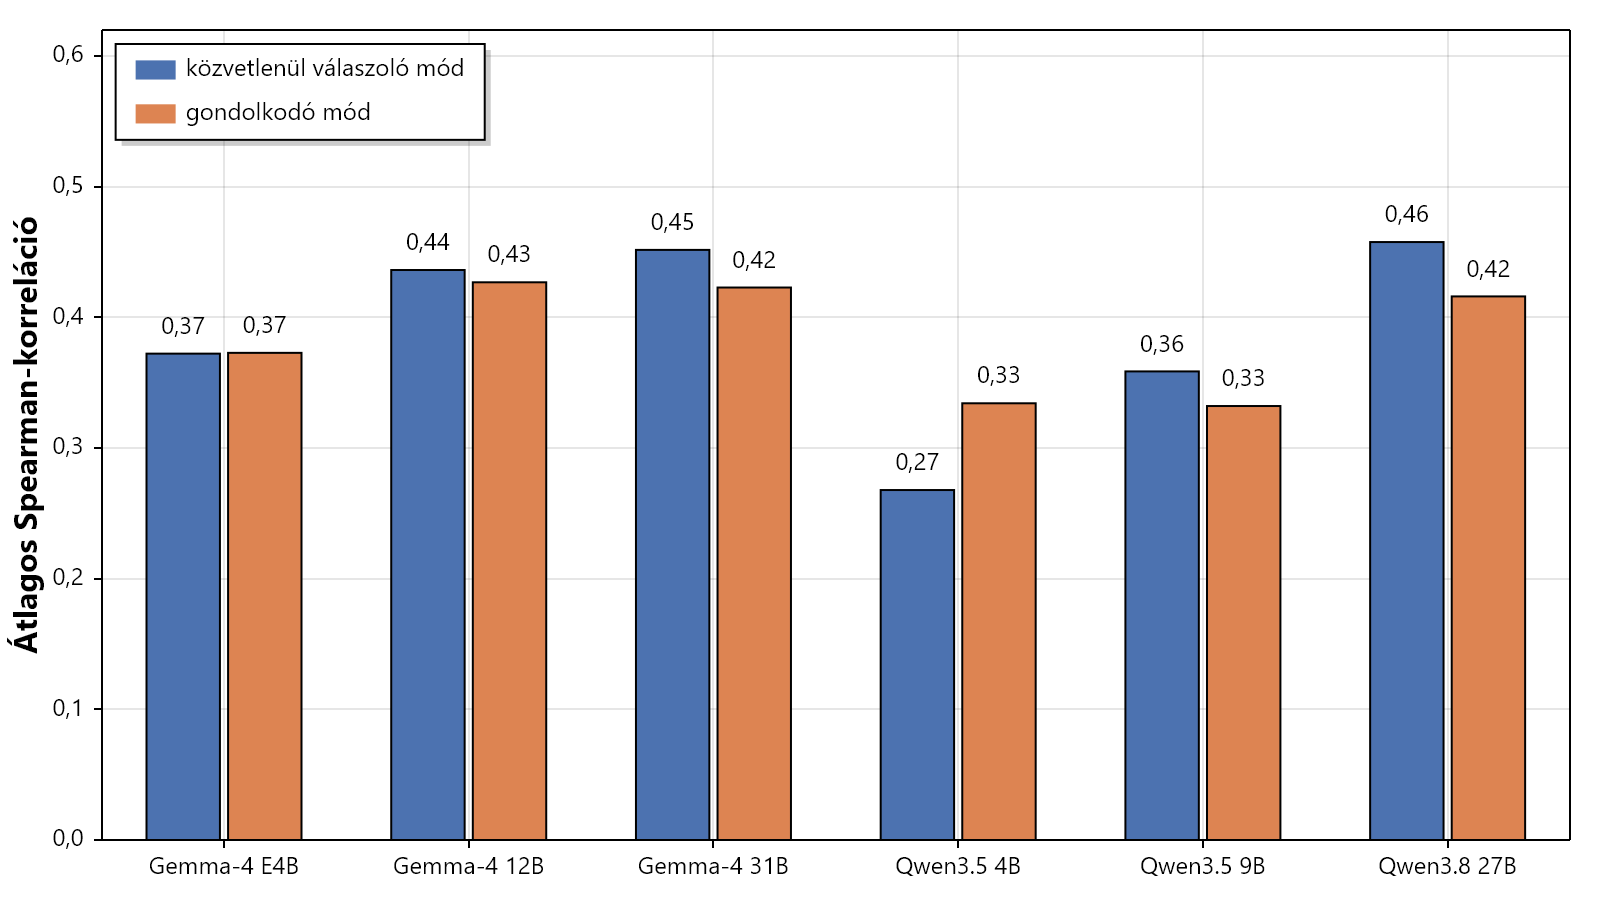 közvetlenül válaszoló mód
gondolkodó mód
Átlagos Spearman-korreláció
0,6
0,5
0,4
0,3
0,2
0,1
0,0
0,37
0,37
0,44
0,43
0,45
0,42
0,27
0,33
0,36
0,33
0,46
0,42
Gemma-4 E4B
Gemma-4 12B
Gemma-4 31B
Qwen3.5 4B
Qwen3.5 9B
Qwen3.8 27B